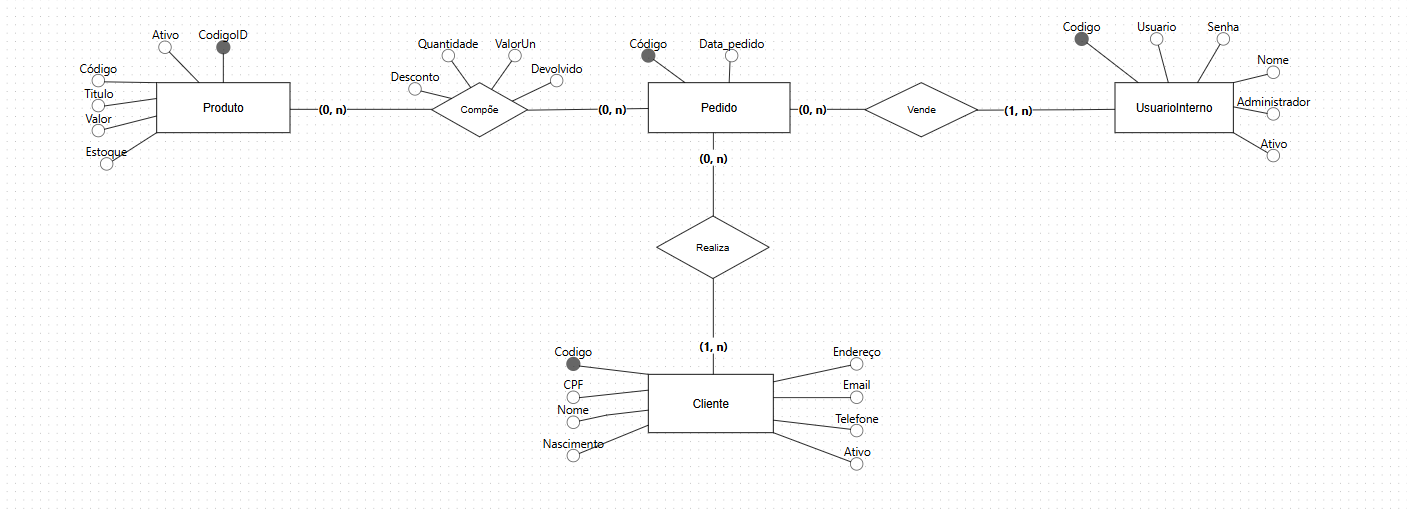 Ativo
CodigoID
Código
Titulo
Valor
Estoque
Produto
(0, n)
Quantidade
ValorUn
Desconto
Devolvido
Compõe
(0, n)
Código
Data_pedido
Pedido
(0, n)
Vende
(1, n)
Codigo
Usuario
Senha
Nome
Administrador
Ativo
UsuarioInterno
(0, n)
Realiza
(1, n)
Codigo
CPF
Nome
Nascimento
Cliente
Endereço
Email
Telefone
Ativo